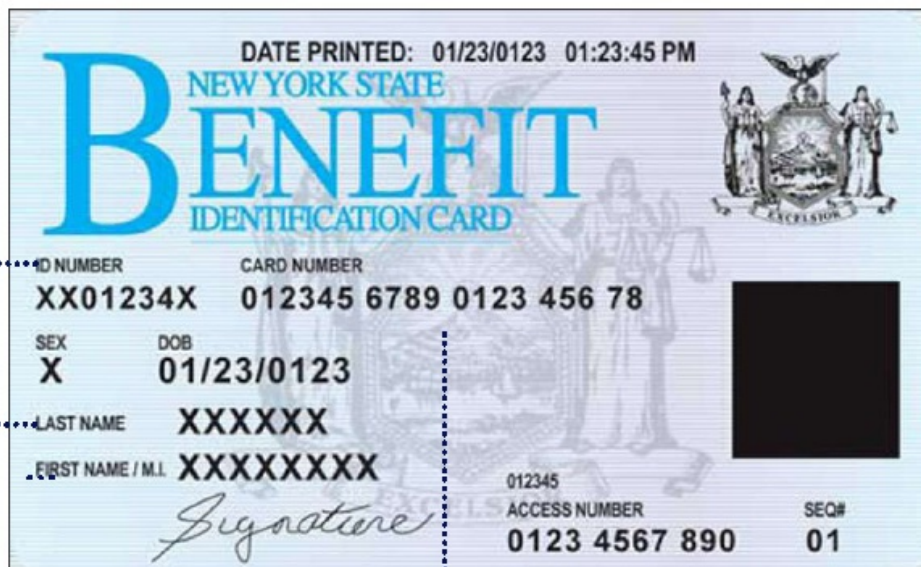 DATE PRINTED: 01/23/0123 01:23:45 PM
NEW YORK STATE
BENEFIT
IDENTIFICATION CARD
EXCELSIOR
ID NUMBER CARD NUMBER
XX01234X 012345 6789 0123 456 78
SEX DOB
X 01/23/0123
LAST NAME XXXXXX
FIRST NAME / M.I. XXXXXXXX
Signature
EXCELSIOR
012345
ACCESS NUMBER SEQ#
0123 4567 890 01